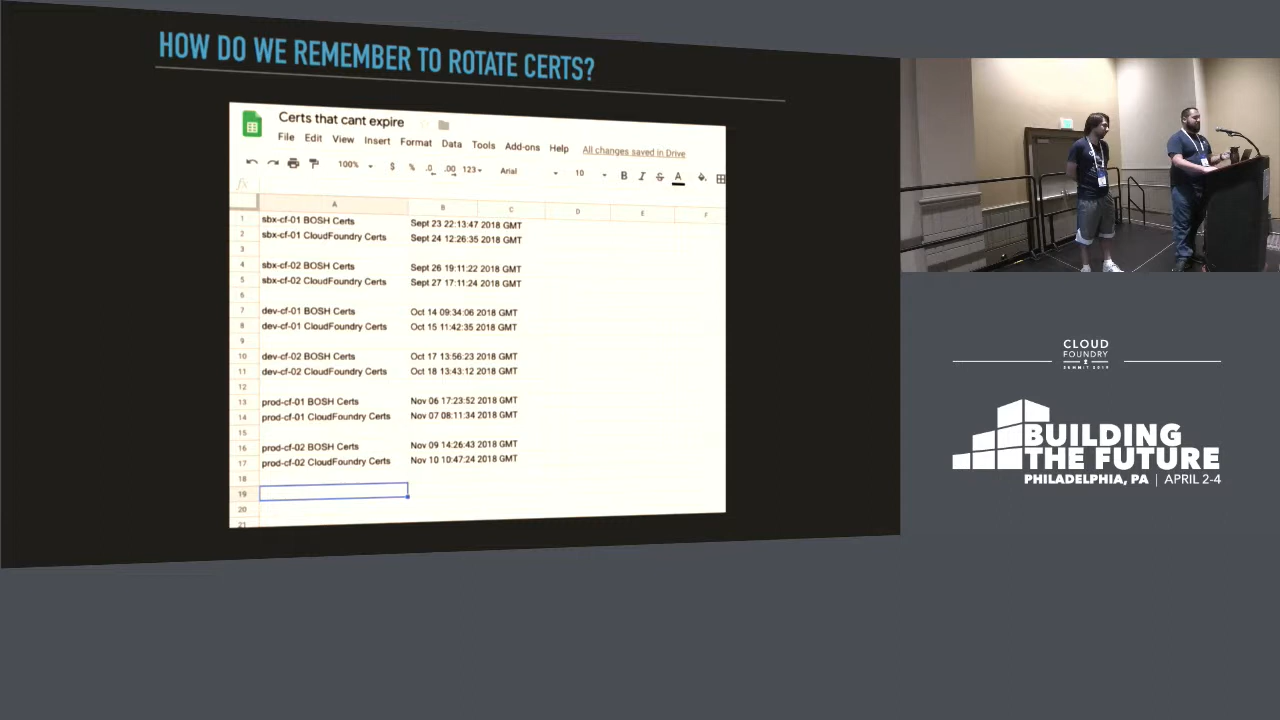 HOW DO WE REMEMBER TO ROTATE CERTS?
Certs that cant expire
File Edit View Insert Format Data Tools Add-ons Help All changes saved in Drive
100% $ % .0 .00 123 Arial 10 B I S A
fx
A B C D E F
1 sbx-cf-01 BOSH Certs Sept 23 22:13:47 2018 GMT
2 sbx-cf-01 CloudFoundry Certs Sept 24 12:26:35 2018 GMT
3
4 sbx-cf-02 BOSH Certs Sept 26 19:11:22 2018 GMT
5 sbx-cf-02 CloudFoundry Certs Sept 27 17:11:24 2018 GMT
6
7 dev-cf-01 BOSH Certs Oct 14 09:34:06 2018 GMT
8 dev-cf-01 CloudFoundry Certs Oct 15 11:42:35 2018 GMT
9
10 dev-cf-02 BOSH Certs Oct 17 13:56:23 2018 GMT
11 dev-cf-02 CloudFoundry Certs Oct 18 13:43:12 2018 GMT
12
13 prod-cf-01 BOSH Certs Nov 06 17:23:52 2018 GMT
14 prod-cf-01 CloudFoundry Certs Nov 07 08:11:34 2018 GMT
15
16 prod-cf-02 BOSH Certs Nov 09 14:26:43 2018 GMT
17 prod-cf-02 CloudFoundry Certs Nov 10 10:47:24 2018 GMT
18
19
20
21
CLOUD
FOUNDRY
SUMMIT 2019
BUILDING
THE FUTURE
PHILADELPHIA, PA | APRIL 2-4